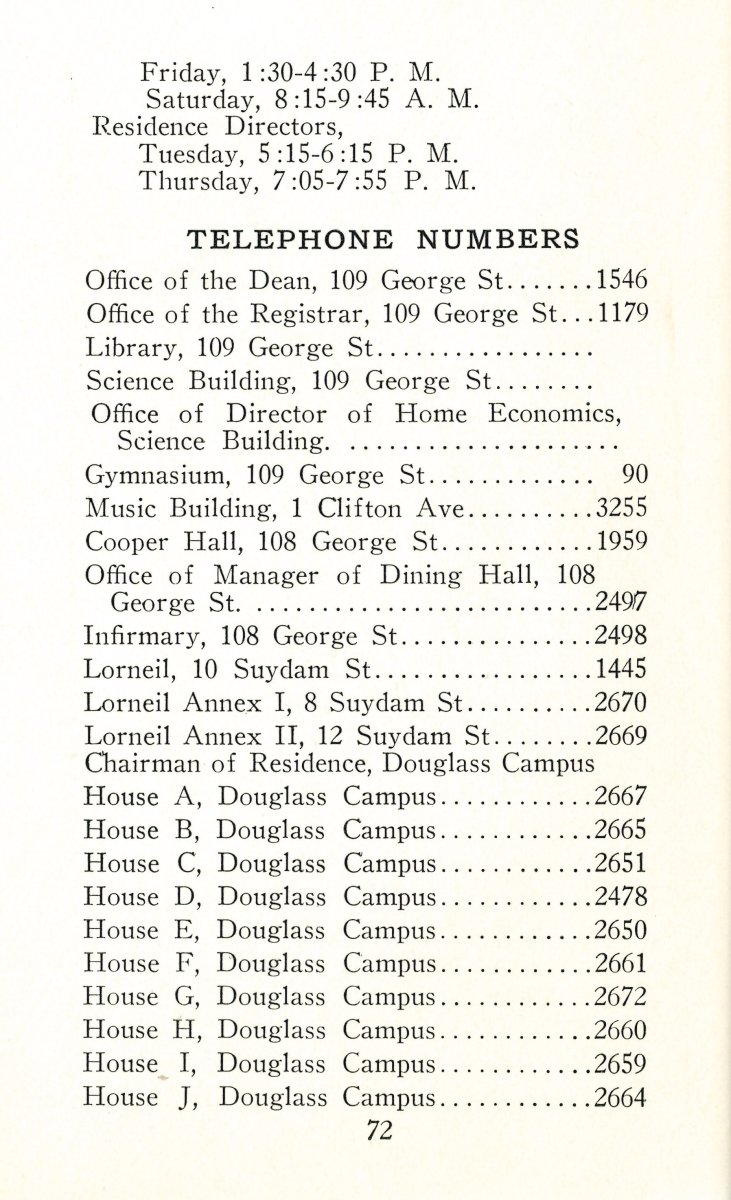 Friday, 1:30-4:30 P. M.
Saturday, 8:15-9:45 A. M.
Residence Directors,
Tuesday, 5:15-6:15 P. M.
Thursday, 7:05-7:55 P. M.
TELEPHONE NUMBERS
Office of the Dean, 109 George St.......1546
Office of the Registrar, 109 George St...1179
Library, 109 George St.................
Science Building, 109 George St........
Office of Director of Home Economics,
Science Building. .....................
Gymnasium, 109 George St............. 90
Music Building, 1 Clifton Ave..........3255
Cooper Hall, 108 George St............1959
Office of Manager of Dining Hall, 108
George St. ..........................2497
Infirmary, 108 George St...............2498
Lorneil, 10 Suydam St.................1445
Lorneil Annex I, 8 Suydam St..........2670
Lorneil Annex II, 12 Suydam St........2669
Chairman of Residence, Douglass Campus
House A, Douglass Campus............2667
House B, Douglass Campus............2665
House C, Douglass Campus............2651
House D, Douglass Campus............2478
House E, Douglass Campus............2650
House F, Douglass Campus............2661
House G, Douglass Campus............2672
House H, Douglass Campus............2660
House I, Douglass Campus............2659
House J, Douglass Campus............2664
72